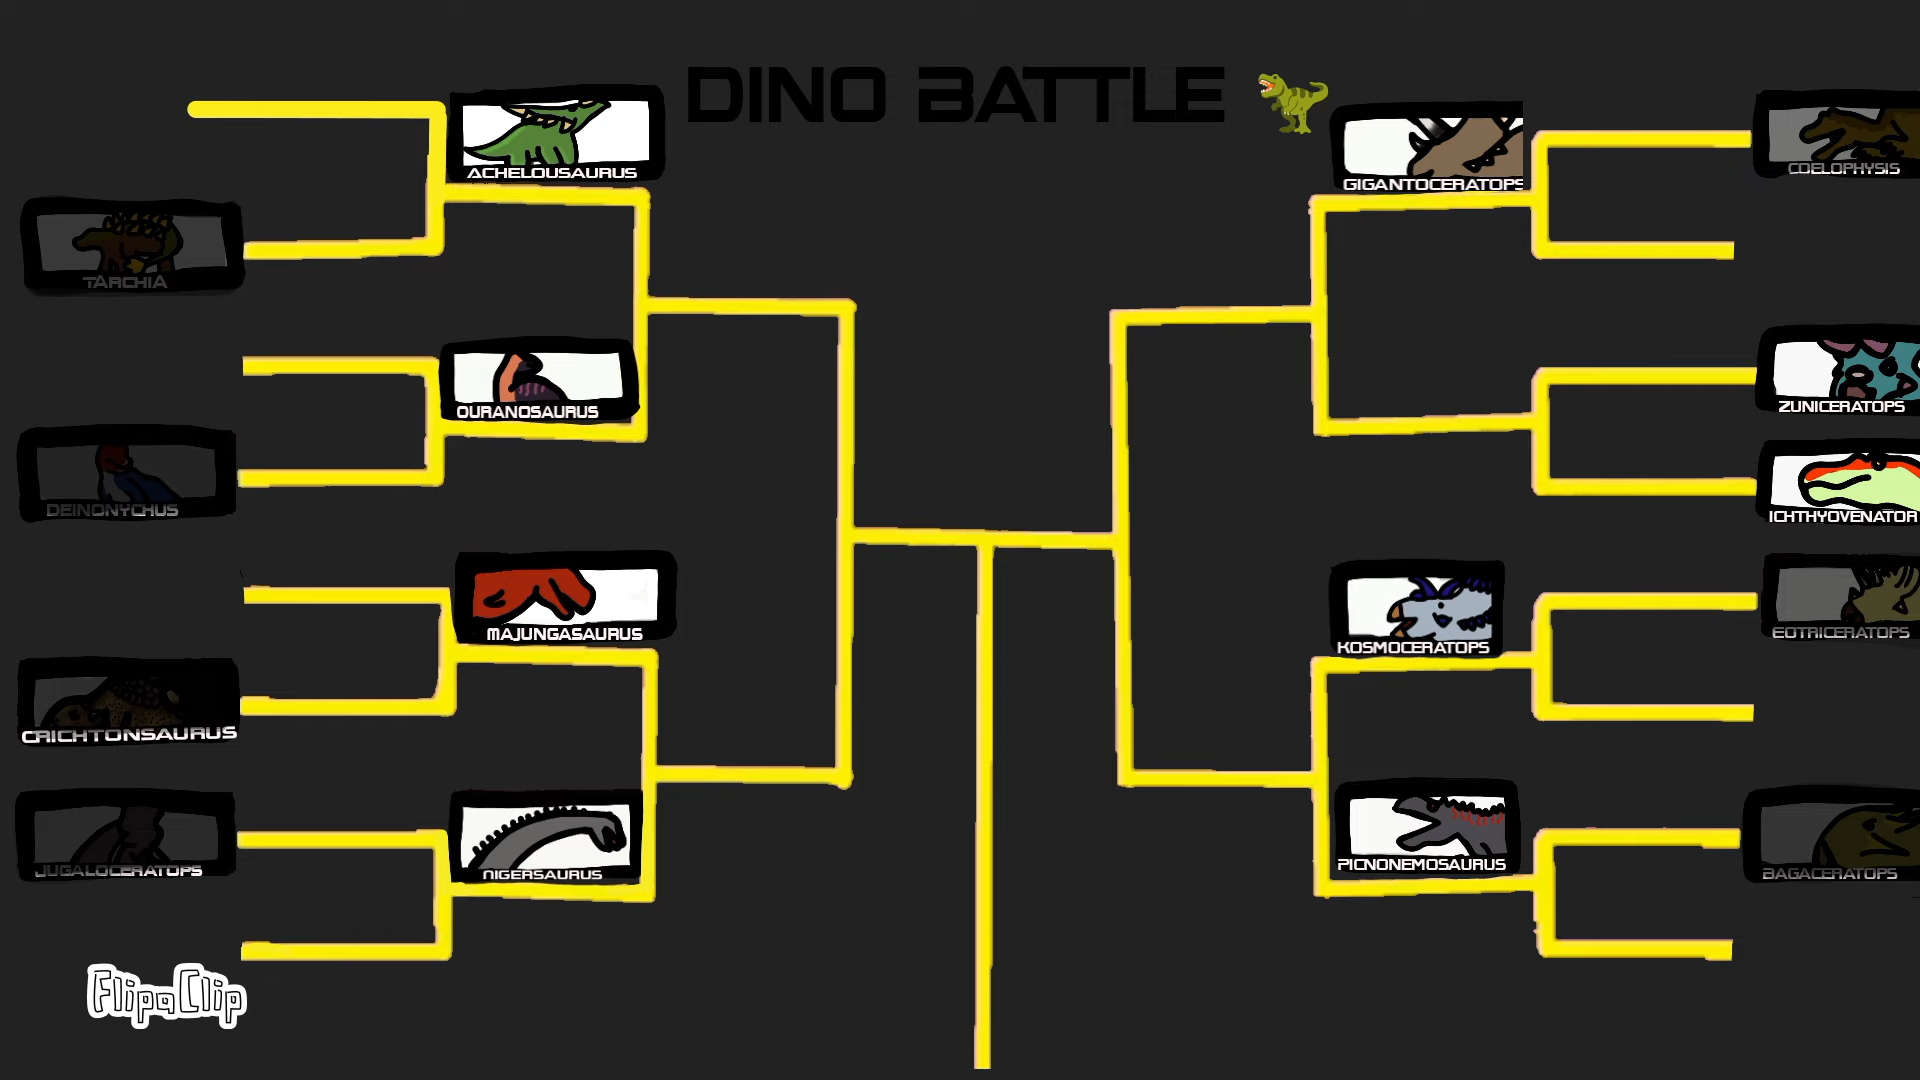 DINO BATTLE
ACHELOUSAURUS
TARCHIA
OURANOSAURUS
DEINONYCHUS
MAJUNGASAURUS
CRICHTONSAURUS
JUGALOCERATOPS
NIGERSAURUS
FlipaClip
GIGANTOCERATOPS
COELOPHYSIS
ZUNICERATOPS
ICHTHYOVENATOR
KOSMOCERATOPS
EOTRICERATOPS
PICNONEMOSAURUS
BAGACERATOPS